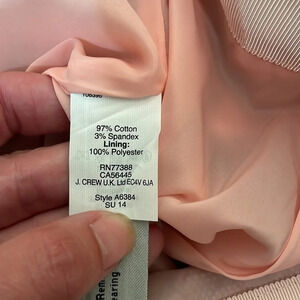 97% Cotton
3% Spandex
Lining:
100% Polyester
RN77388
CA56445
J. CREW U.K. Ltd EC4V 6JA
Style A6384
SU 14